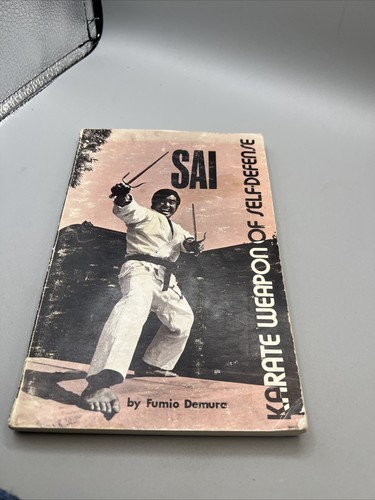 SAI
KARATE WEAPON OF SELF-DEFENSE
by Fumio Demura